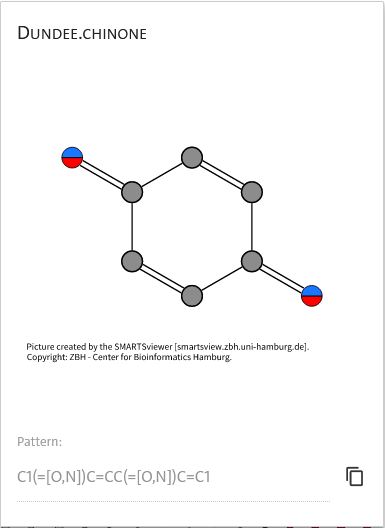 Dundee.chinone
Picture created by the SMARTSviewer [smartsview.zbh.uni-hamburg.de].
Copyright: ZBH - Center for Bioinformatics Hamburg.
Pattern:
C1(=[O,N])C=CC(=[O,N])C=C1